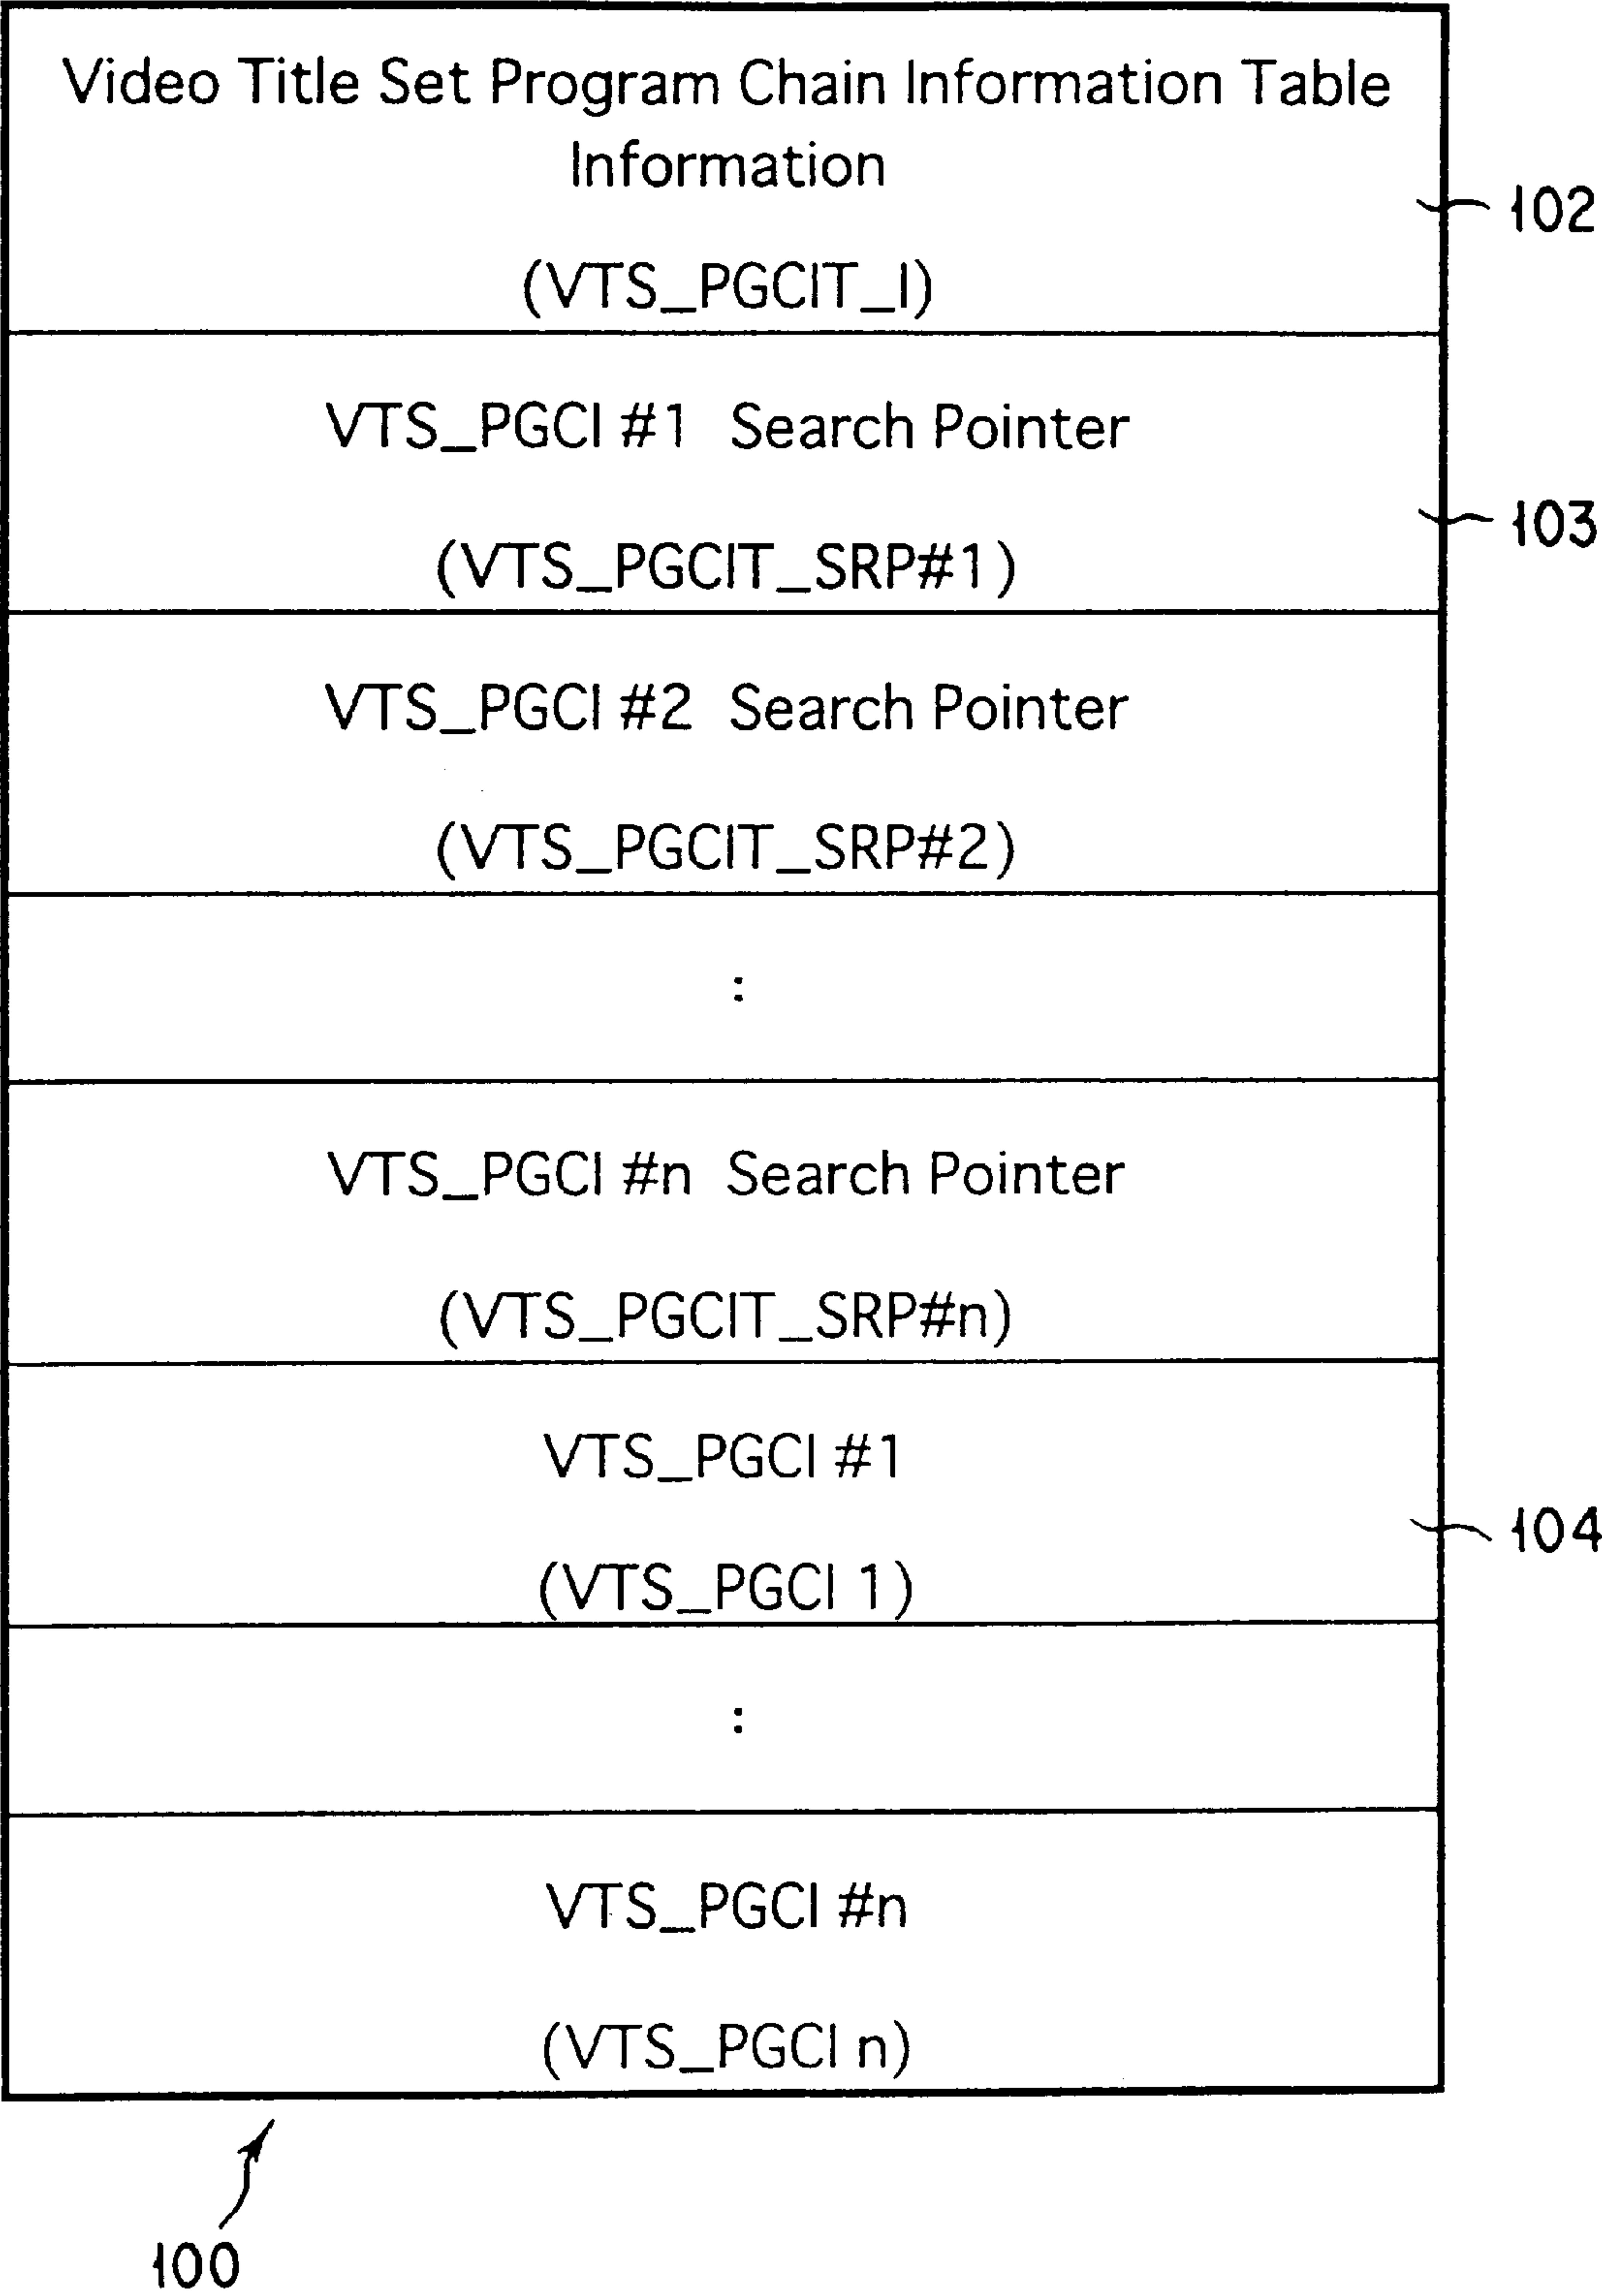 Video Title Set Program Chain Information Table
Information
102
(VTS_PGCIT_I)
VTS_PGCI #1 Search Pointer
103
(VTS_PGCIT_SRP#1)
VTS_PGCI #2 Search Pointer
(VTS_PGCIT_SRP#2)
:
VTS_PGCI #n Search Pointer
(VTS_PGCIT_SRP#n)
VTS_PGCI #1
104
(VTS_PGCI 1)
:
VTS_PGCI #n
(VTS_PGCI n)
100